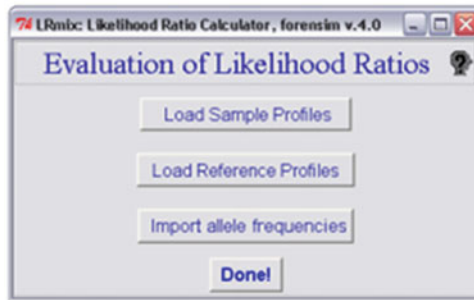 LRmix: Likelihood Ratio Calculator, forensim v.4.0
Evaluation of Likelihood Ratios
Load Sample Profiles
Load Reference Profiles
Import allele frequencies
Done!